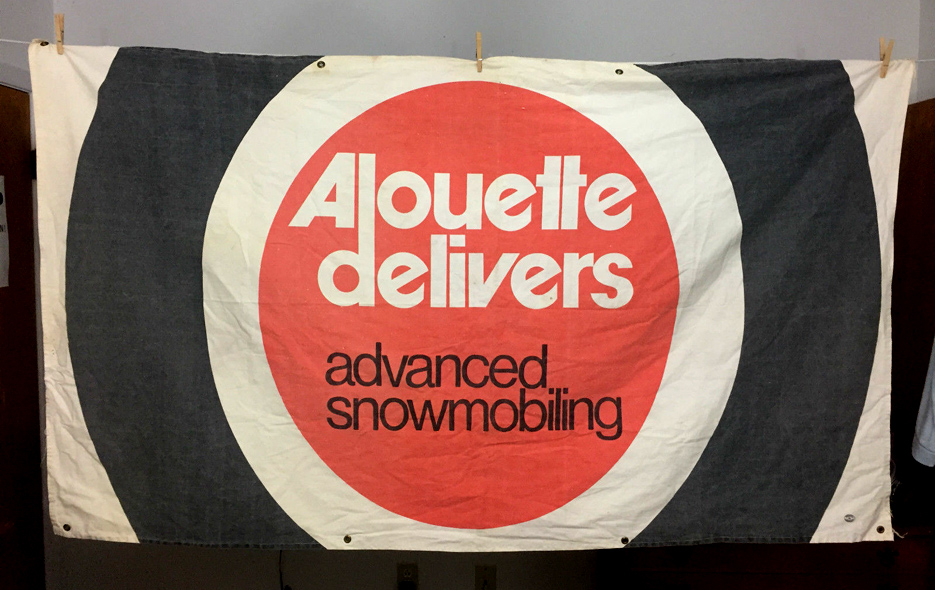 Alouette
delivers
advanced
snowmobiling